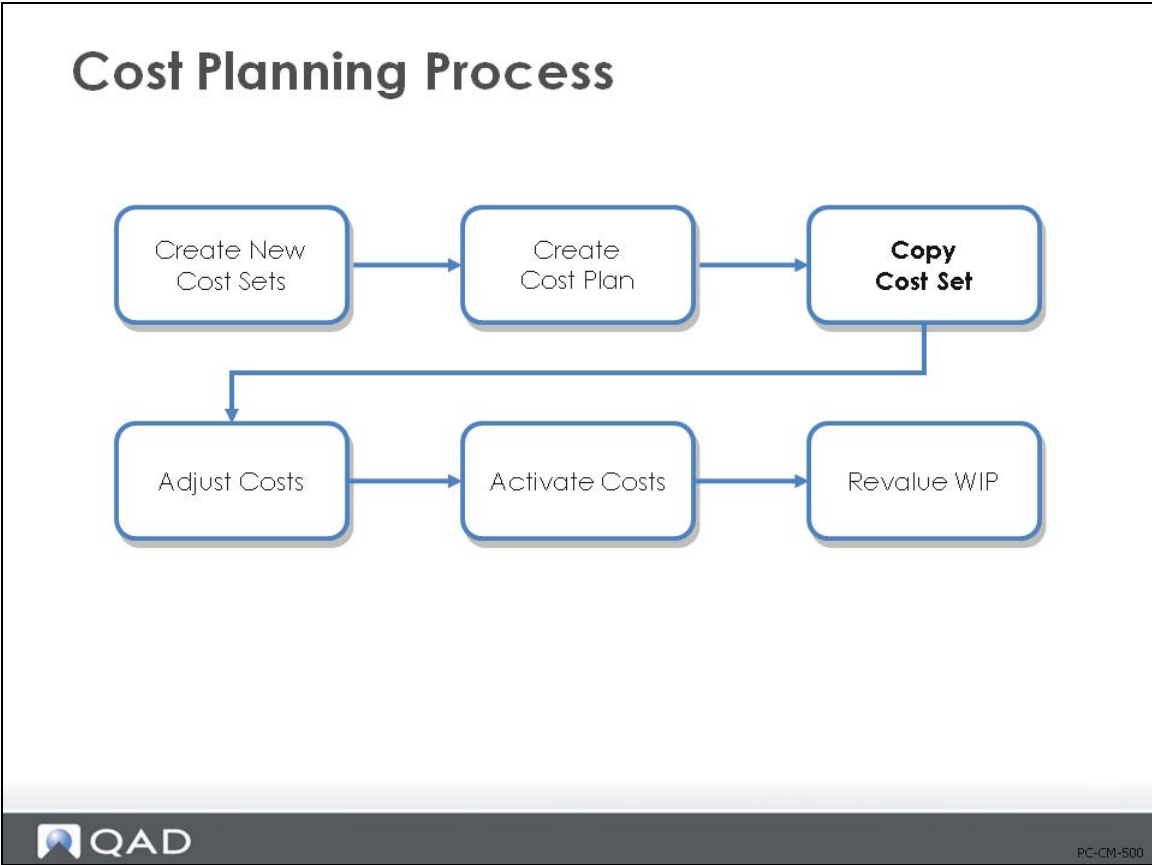 Cost Planning Process
Create New
Cost Sets
Create
Cost Plan
Copy
Cost Set
Adjust Costs
Activate Costs
Revalue WIP
QAD
PC-CM-500